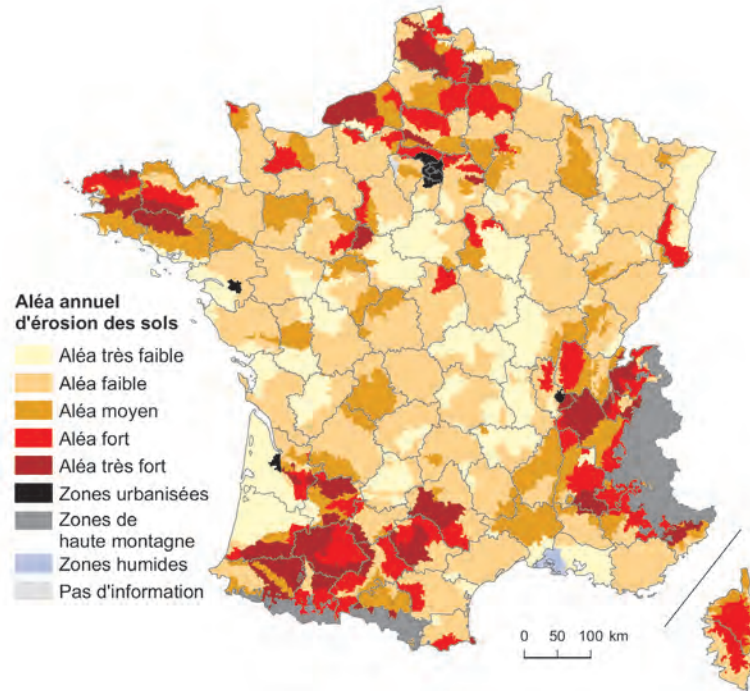 Aléa annuel
d'érosion des sols
Aléa très faible
Aléa faible
Aléa moyen
Aléa fort
Aléa très fort
Zones urbanisées
Zones de
haute montagne
Zones humides
Pas d'information
0 50 100 km